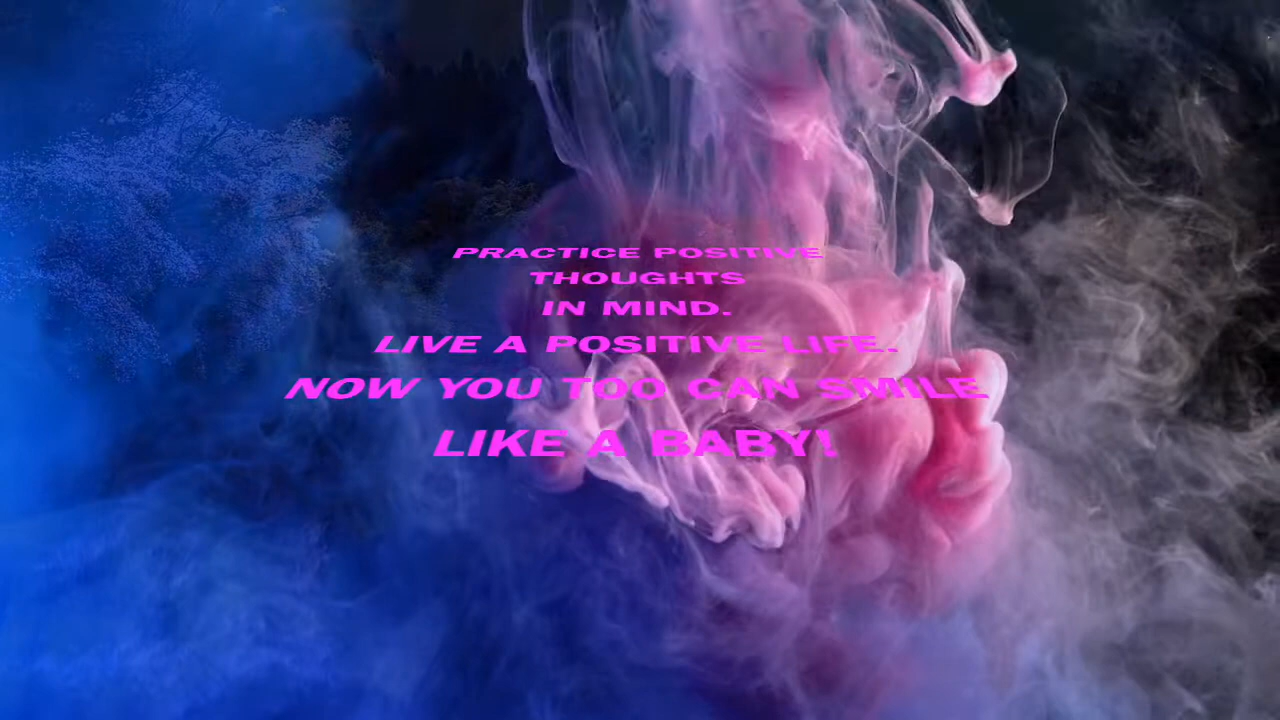 PRACTICE POSITIVE
THOUGHTS
IN MIND.
LIVE A POSITIVE LIFE.
NOW YOU TOO CAN SMILE
LIKE A BABY!